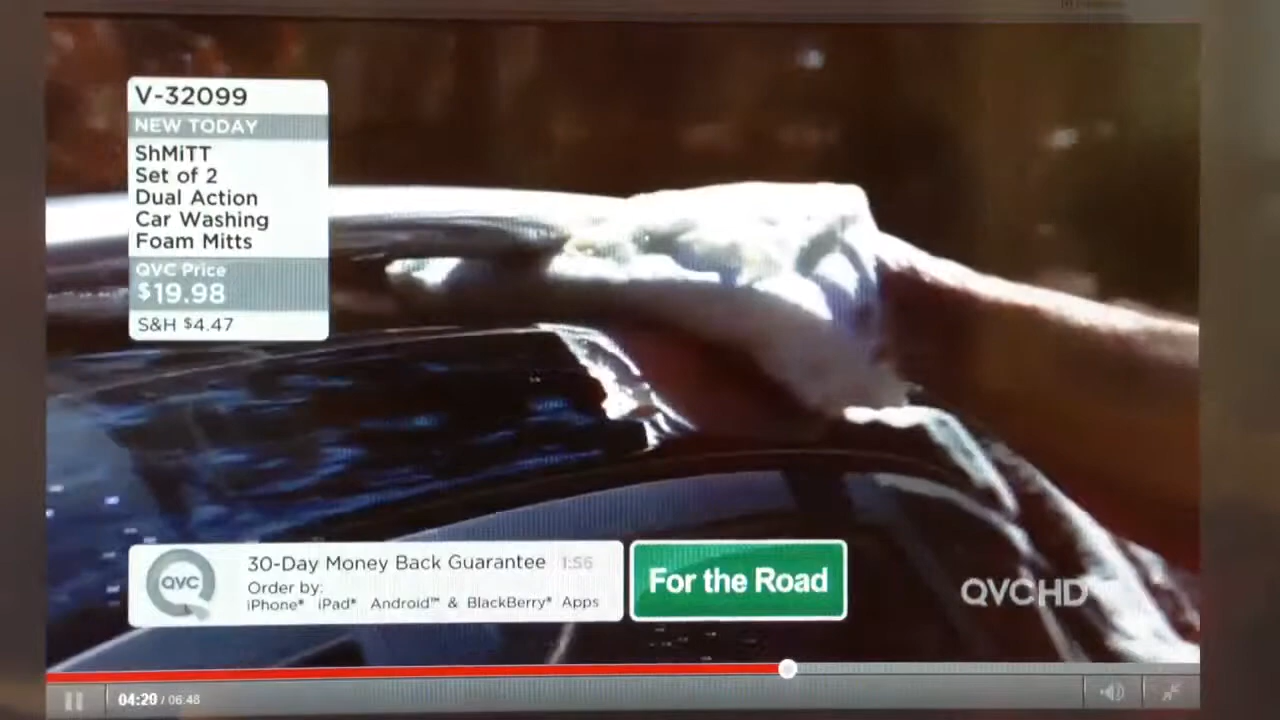 V-32099
NEW TODAY
ShMiTT
Set of 2
Dual Action
Car Washing
Foam Mitts
QVC Price
$19.98
S&H $4.47
QVC
30-Day Money Back Guarantee 1:56
Order by:
iPhone® iPad® Android™ & BlackBerry® Apps
For the Road
QVCHD
04:20 / 06:48